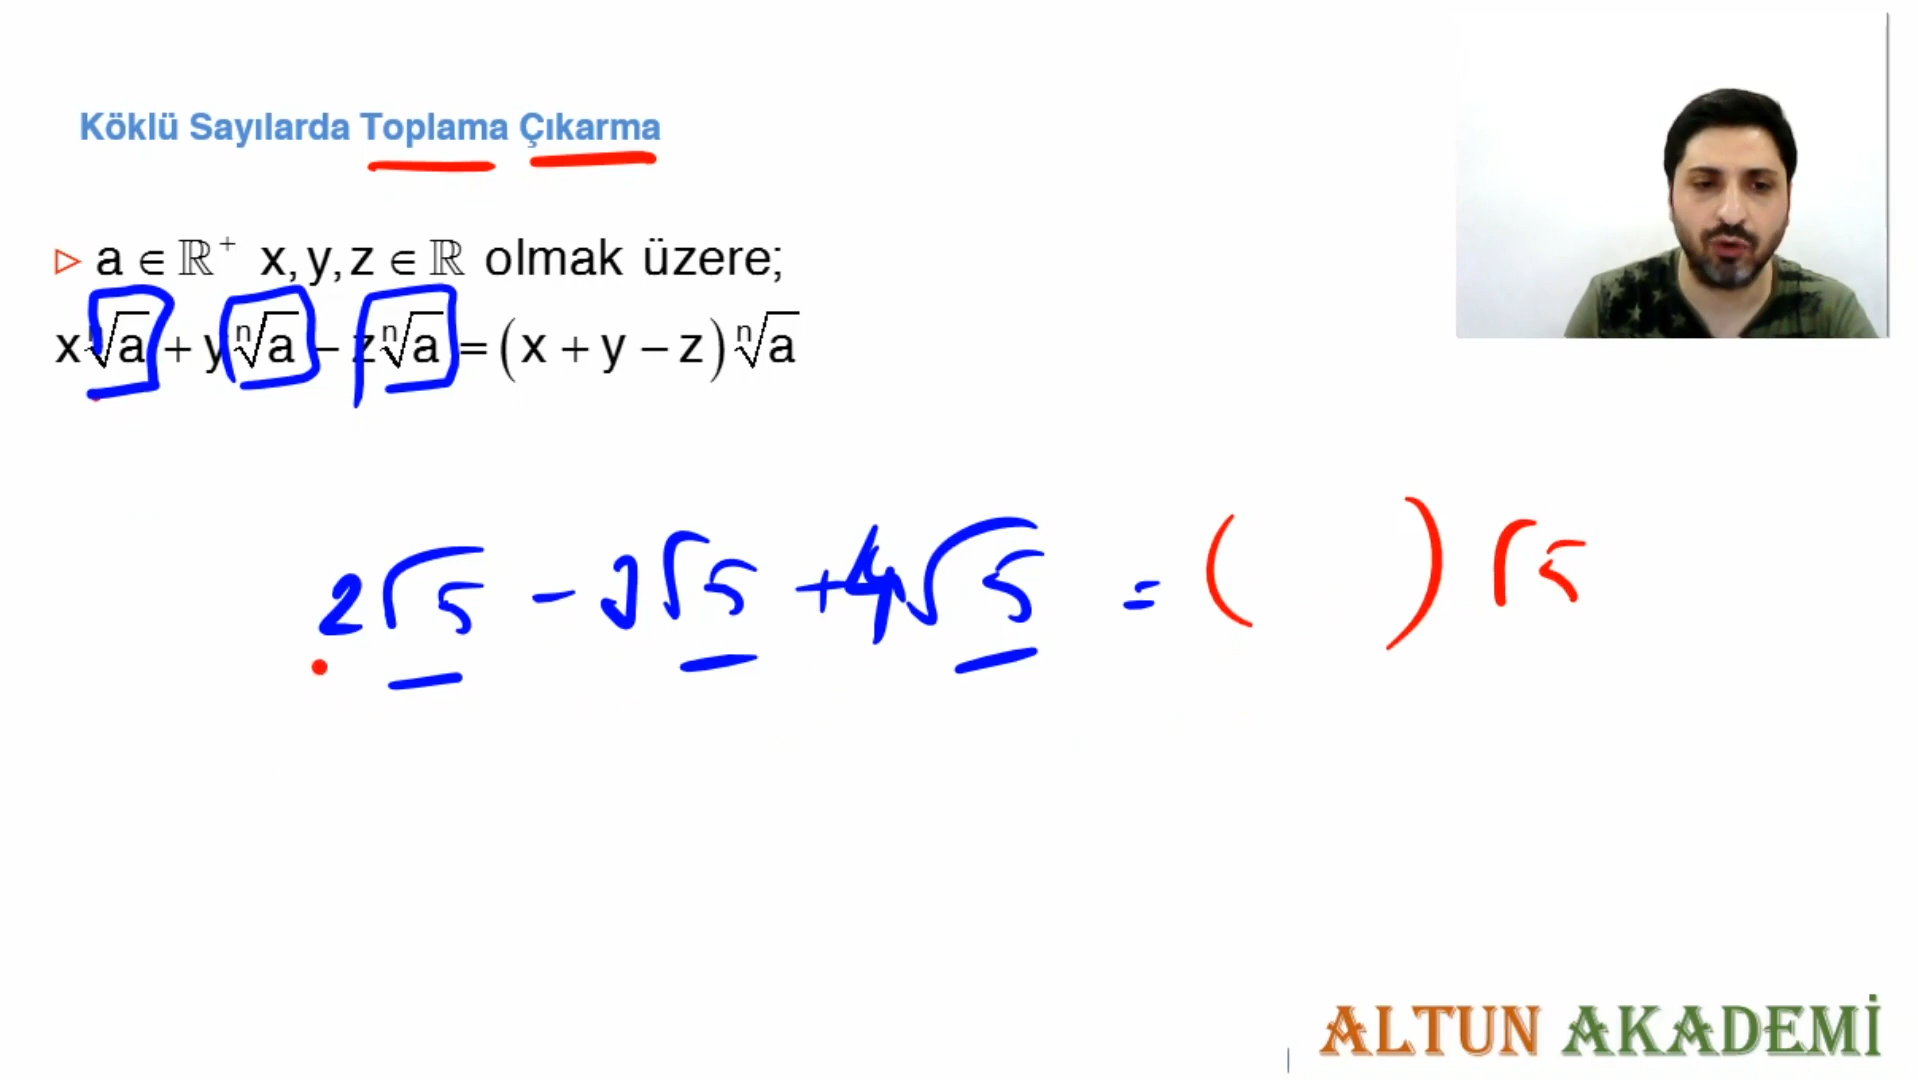 Köklü Sayılarda Toplama Çıkarma
▷ a ∈ ℝ⁺ x, y, z ∈ ℝ olmak üzere;
x ⁿ√a + y ⁿ√a − z ⁿ√a = (x + y − z) ⁿ√a
2√5 − 3√5 + 4√5 = ( ) √5
ALTUN AKADEMİ